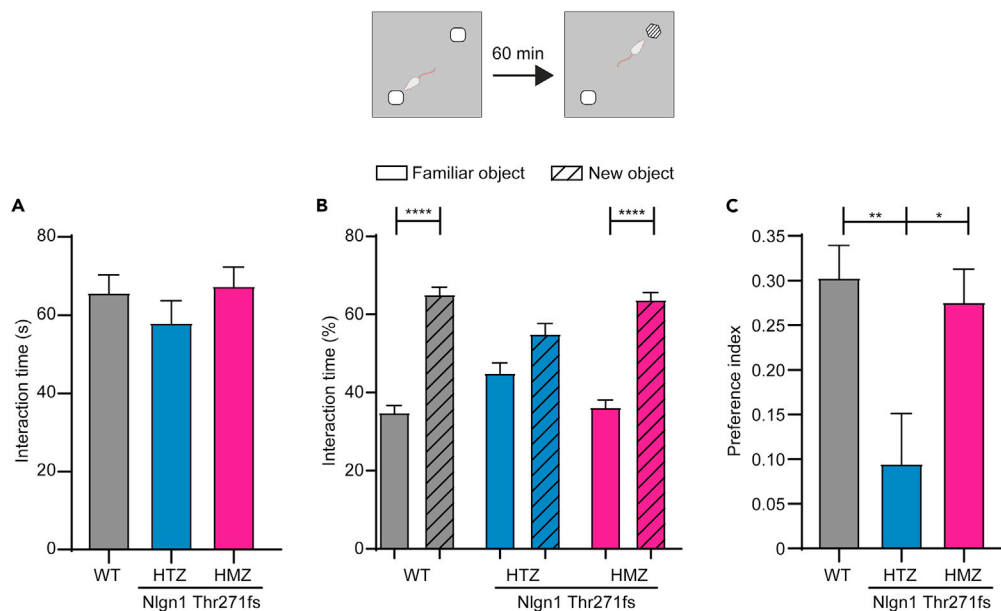 60 min
Familiar object New object
A
80
60
40
20
0
Interaction time (s)
WT HTZ HMZ
Nlgn1 Thr271fs
B
**** ****
80
60
40
20
0
Interaction time (%)
WT HTZ HMZ
Nlgn1 Thr271fs
C
** *
0.35
0.30
0.25
0.20
0.15
0.10
0.05
0
Preference index
WT HTZ HMZ
Nlgn1 Thr271fs